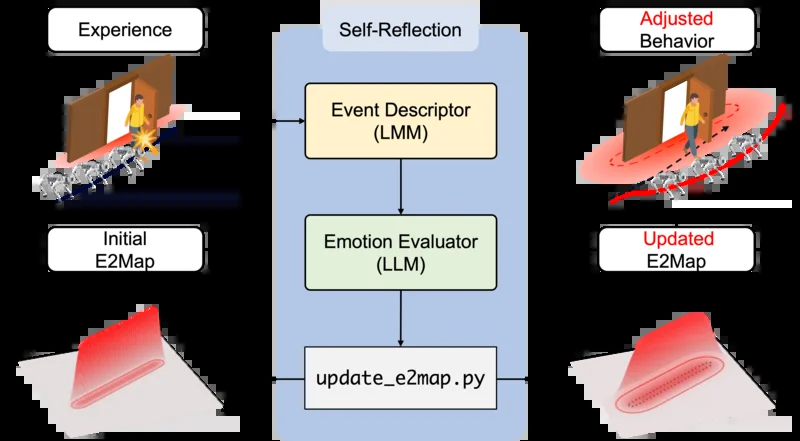 Experience
Initial
E2Map
Self-Reflection
Event Descriptor
(LMM)
Emotion Evaluator
(LLM)
update_e2map.py
Adjusted
Behavior
Updated
E2Map